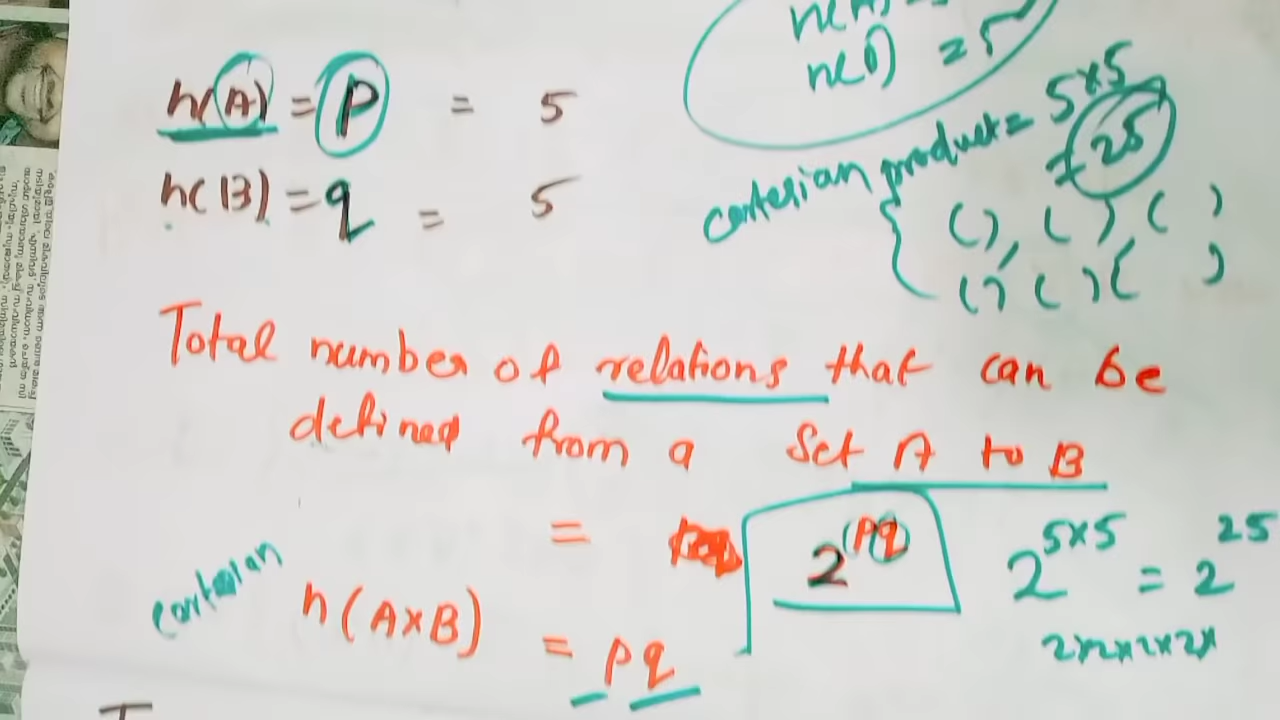 n(A) = p = 5
n(B) = q = 5
= 5
cartesian product = 5×5
= 25
{ ( ), ( ), ( )
( ) ( ) ( )
Total number of relations that can be
defined from a Set A to B
= 2^(pq) 2^5×5 = 2^25
2×2×2×2×
cartesian
n(A×B) = pq